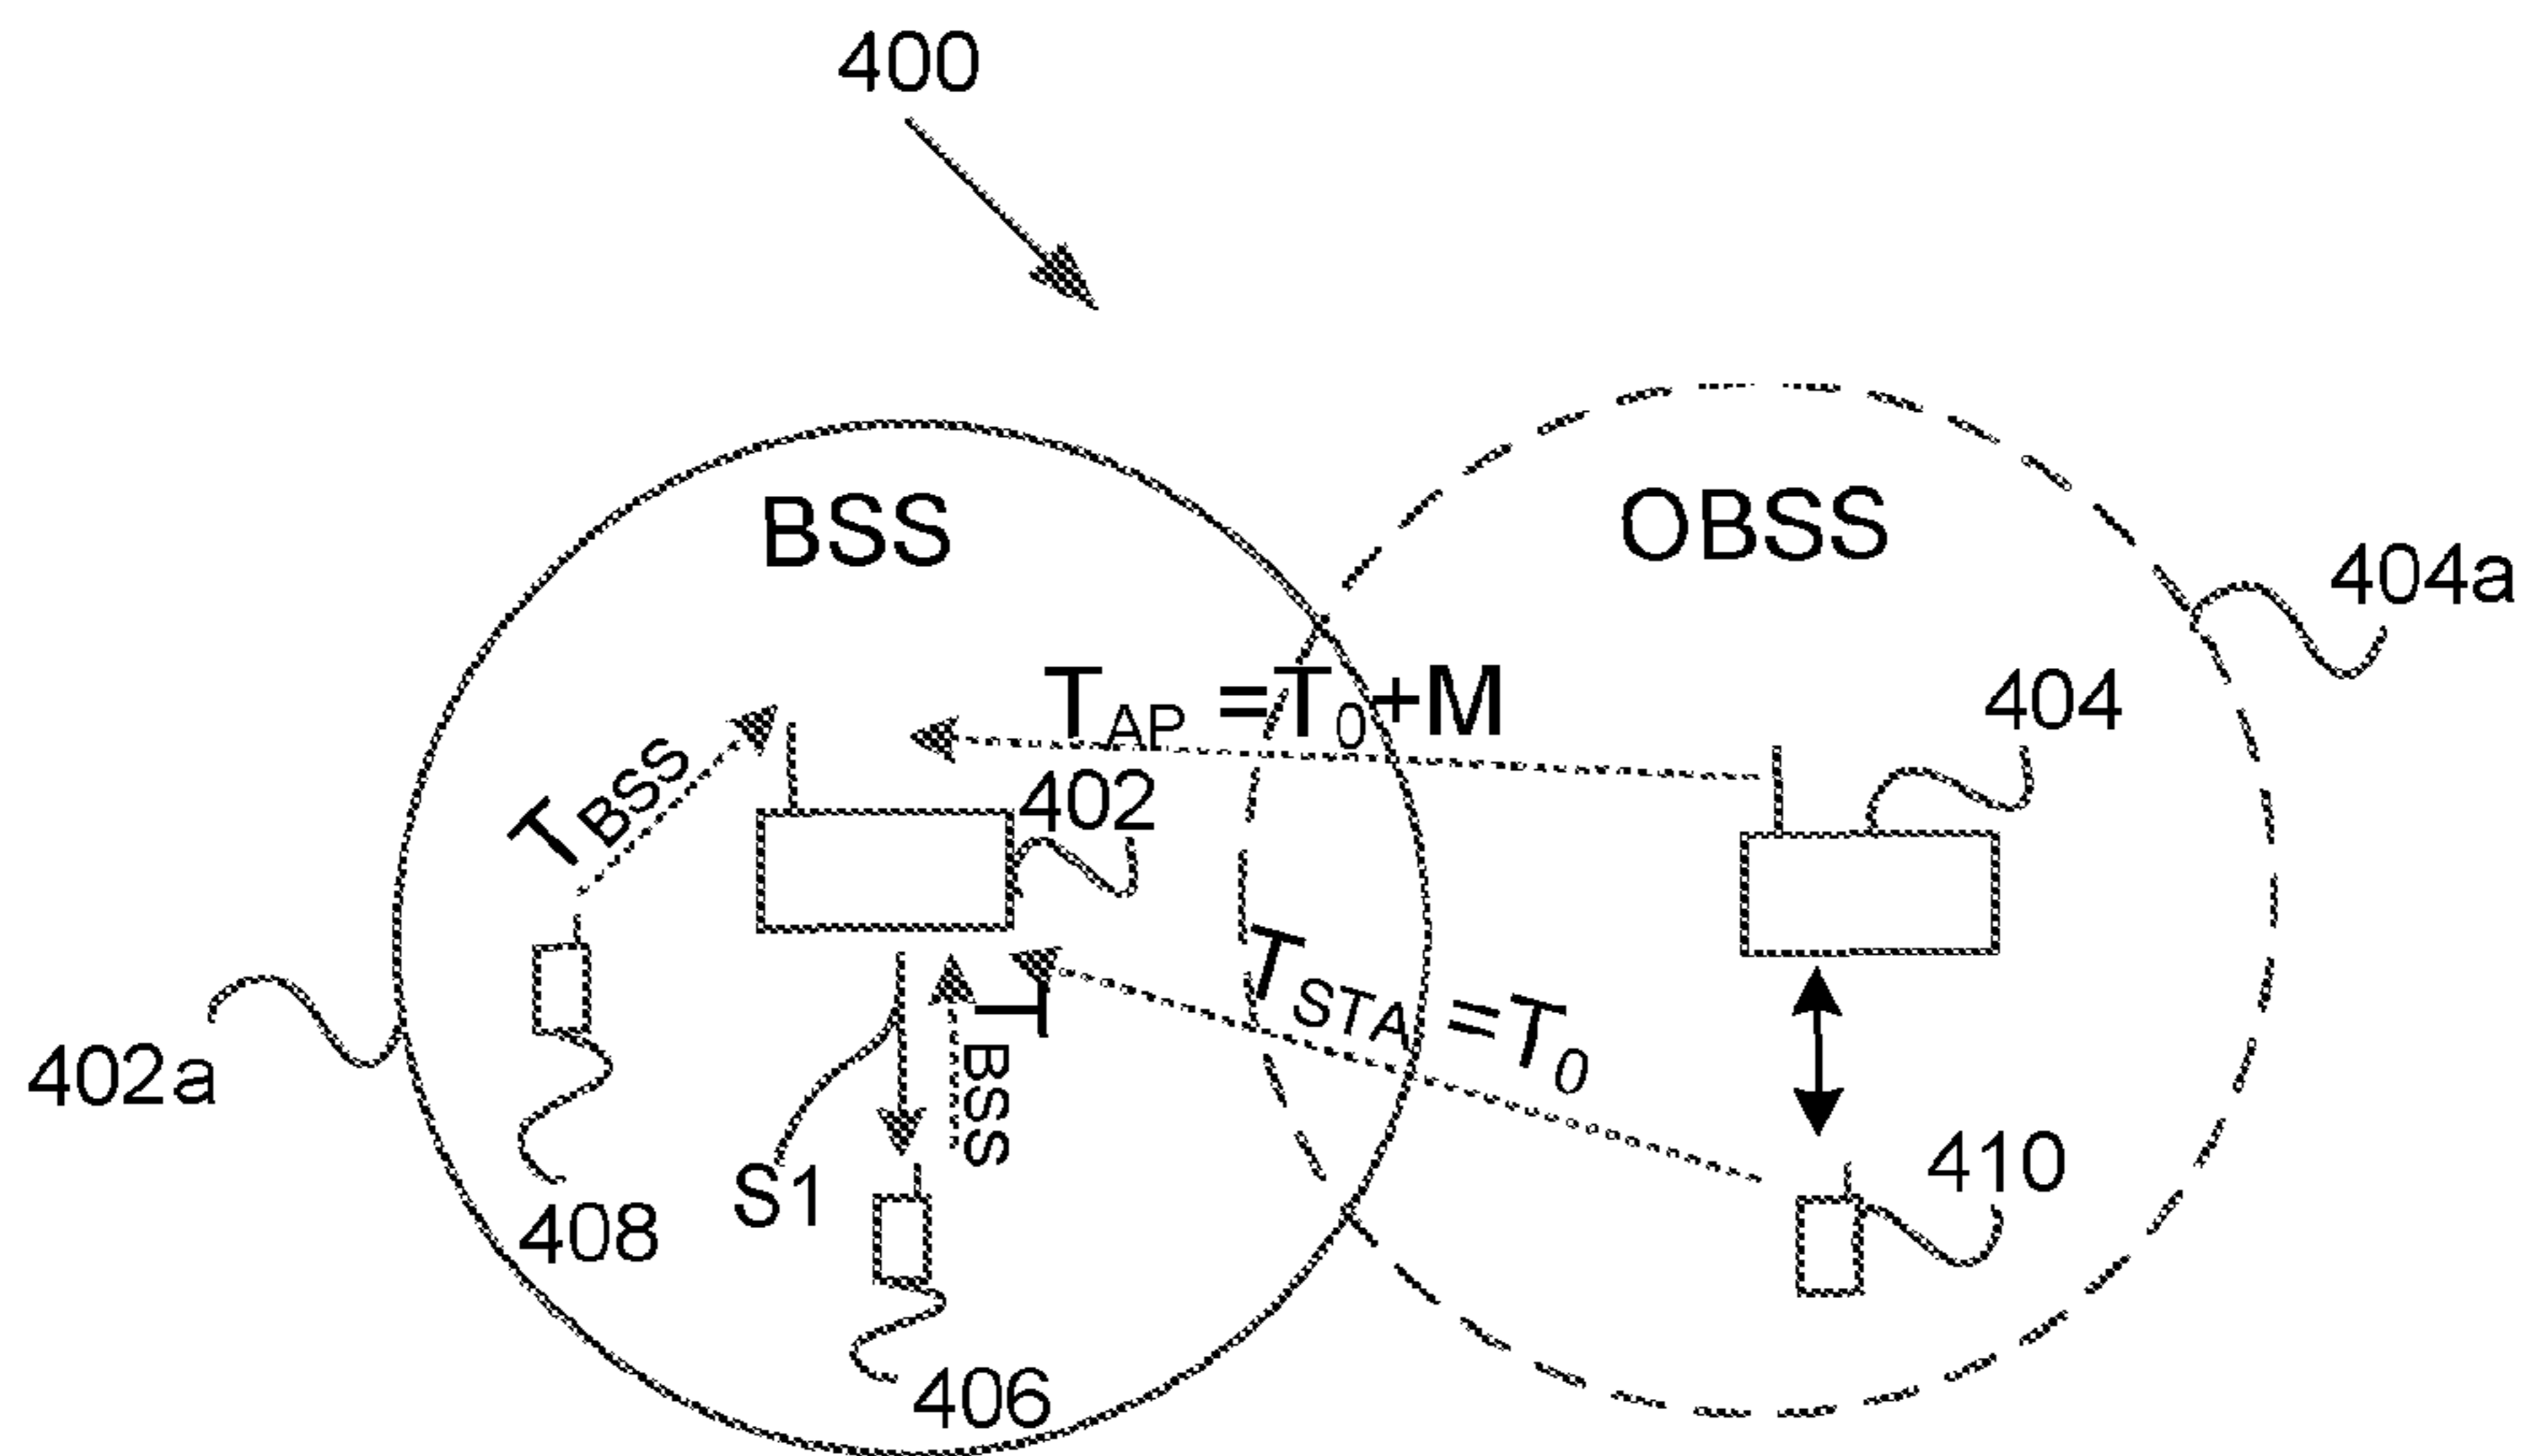 400
BSS
OBSS
404a
T_AP =T_0+M
404
402
T_BSS
T_STA =T_0
T_BSS
402a
S1
410
408
406